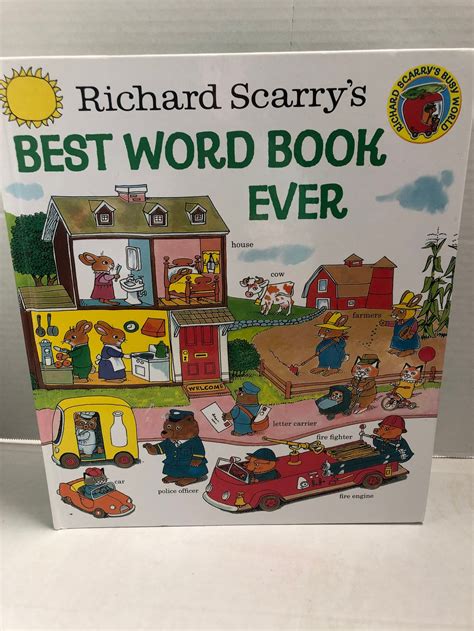 Richard Scarry's
BEST WORD BOOK
EVER
RICHARD SCARRY'S BUSY WORLD
house
cow
farmers
WELCOME
letter carrier
fire fighter
car
police officer
fire engine